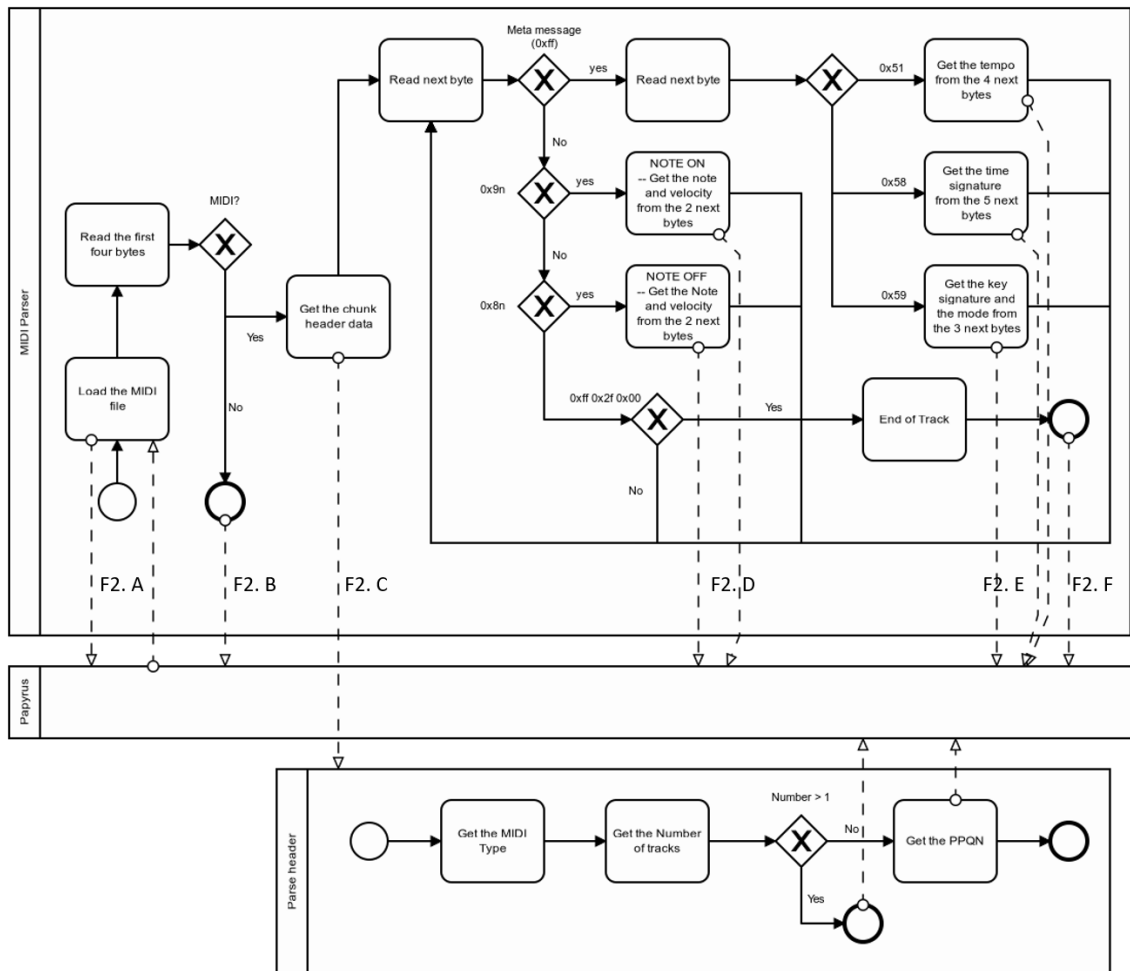 MIDI Parser
Meta message
(0xff)
Read next byte
yes
Read next byte
0x51
Get the tempo
from the 4 next
bytes
No
0x9n
yes
NOTE ON
-- Get the note
and velocity
from the 2 next
bytes
0x58
Get the time
signature
from the 5 next
bytes
MIDI?
Read the first
four bytes
No
0x8n
yes
NOTE OFF
-- Get the Note
and velocity
from the 2 next
bytes
0x59
Get the key
signature and
the mode from
the 3 next bytes
Get the chunk
header data
Yes
Load the MIDI
file
No
0xff 0x2f 0x00
Yes
End of Track
No
F2. A
F2. B
F2. C
F2. D
F2. E
F2. F
Papyrus
Parse header
Number > 1
Get the MIDI
Type
Get the Number
of tracks
No
Get the PPQN
Yes